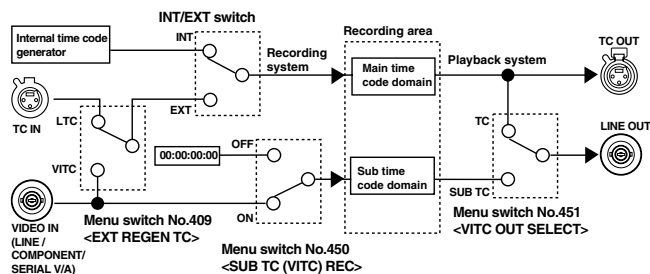 INT/EXT switch
Recording area
Internal time code
generator
INT
Recording
system
Main time
code domain
Playback system
TC OUT
EXT
TC IN
LTC
TC
LINE OUT
OFF
00:00:00:00
VITC
Sub time
code domain
SUB TC
ON
VIDEO IN
(LINE /
COMPONENT/
SERIAL V/A)
Menu switch No.409
<EXT REGEN TC>
Menu switch No.450
<SUB TC (VITC) REC>
Menu switch No.451
<VITC OUT SELECT>